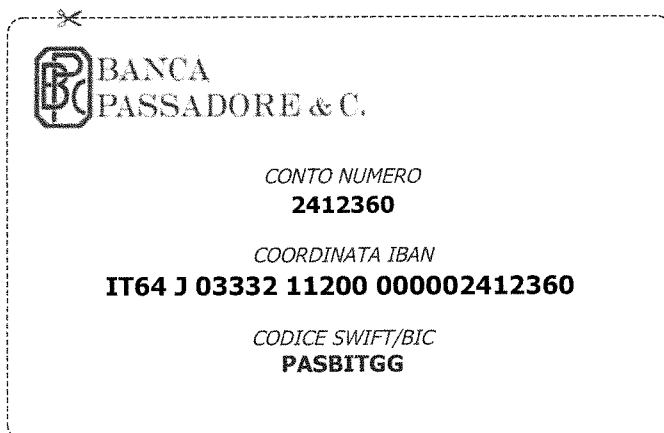 BANCA
PASSADORE & C.
CONTO NUMERO
2412360
COORDINATA IBAN
IT64 J 03332 11200 000002412360
CODICE SWIFT/BIC
PASBITGG